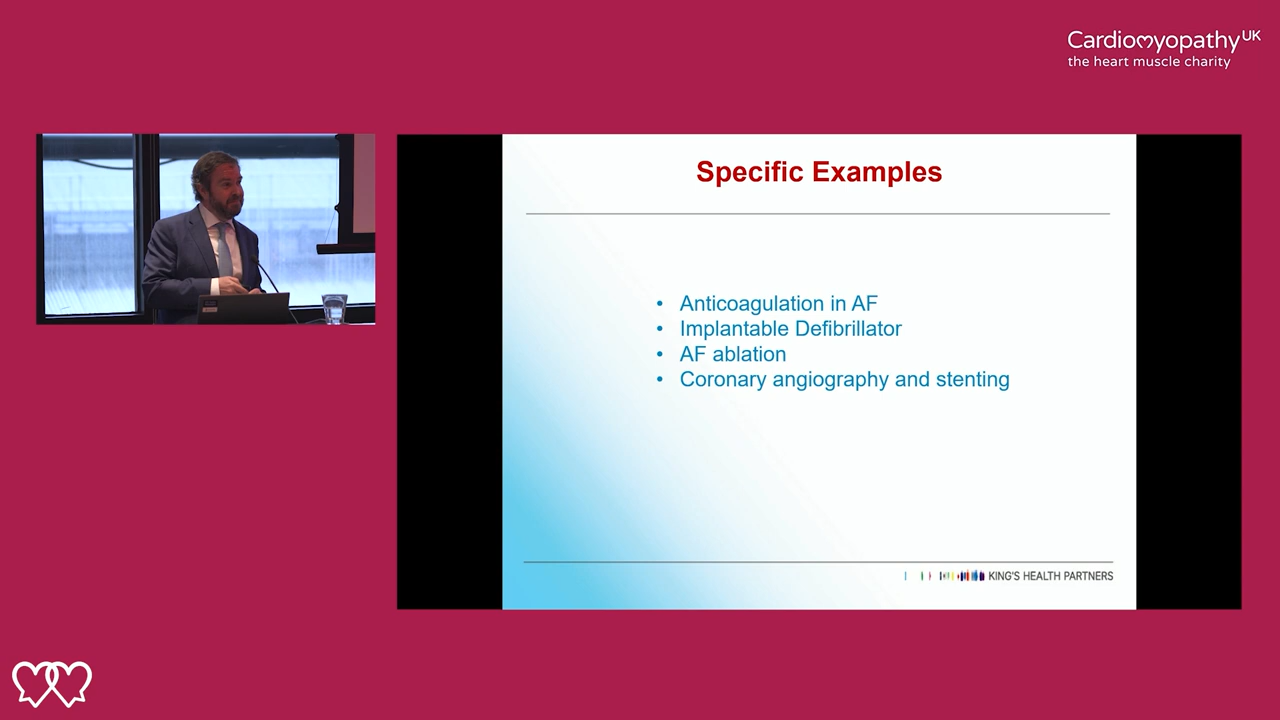 Cardiomyopathy UK
the heart muscle charity
Specific Examples
• Anticoagulation in AF
• Implantable Defibrillator
• AF ablation
• Coronary angiography and stenting
KING'S HEALTH PARTNERS